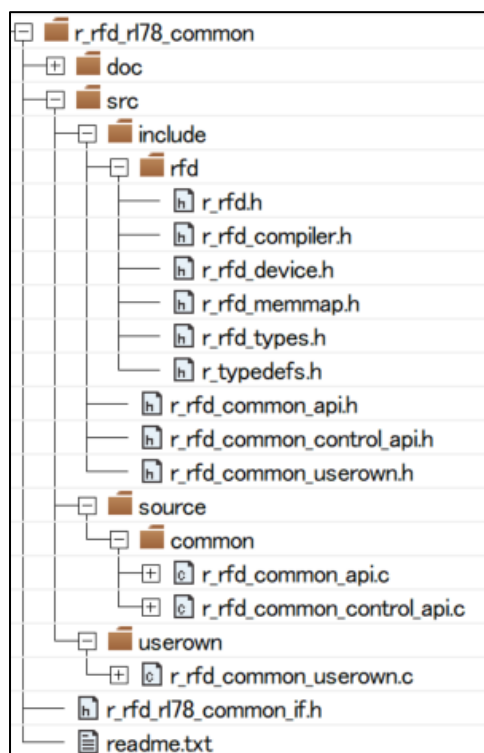 r_rfd_rl78_common
doc
src
include
rfd
r_rfd.h
r_rfd_compiler.h
r_rfd_device.h
r_rfd_memmap.h
r_rfd_types.h
r_typedefs.h
r_rfd_common_api.h
r_rfd_common_control_api.h
r_rfd_common_userown.h
source
common
r_rfd_common_api.c
r_rfd_common_control_api.c
userown
r_rfd_common_userown.c
r_rfd_rl78_common_if.h
readme.txt